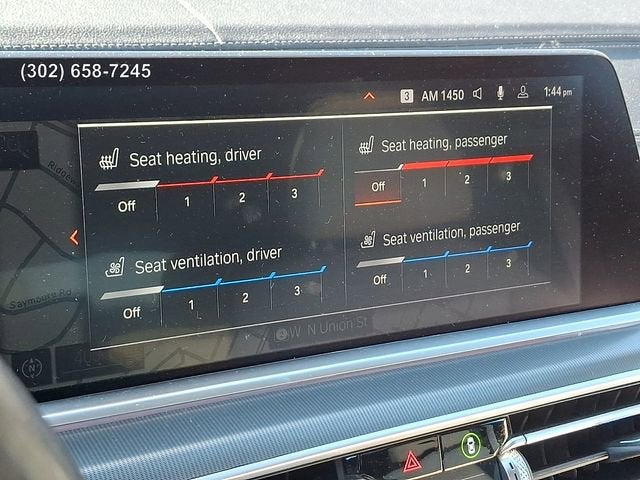 (302) 658-7245
3 AM 1450 1:44 pm
Seat heating, driver
Off 1 2 3
Seat heating, passenger
Off 1 2 3
Seat ventilation, driver
Off 1 2 3
Seat ventilation, passenger
Off 1 2 3
Saymoure Rd
W N Union St
N